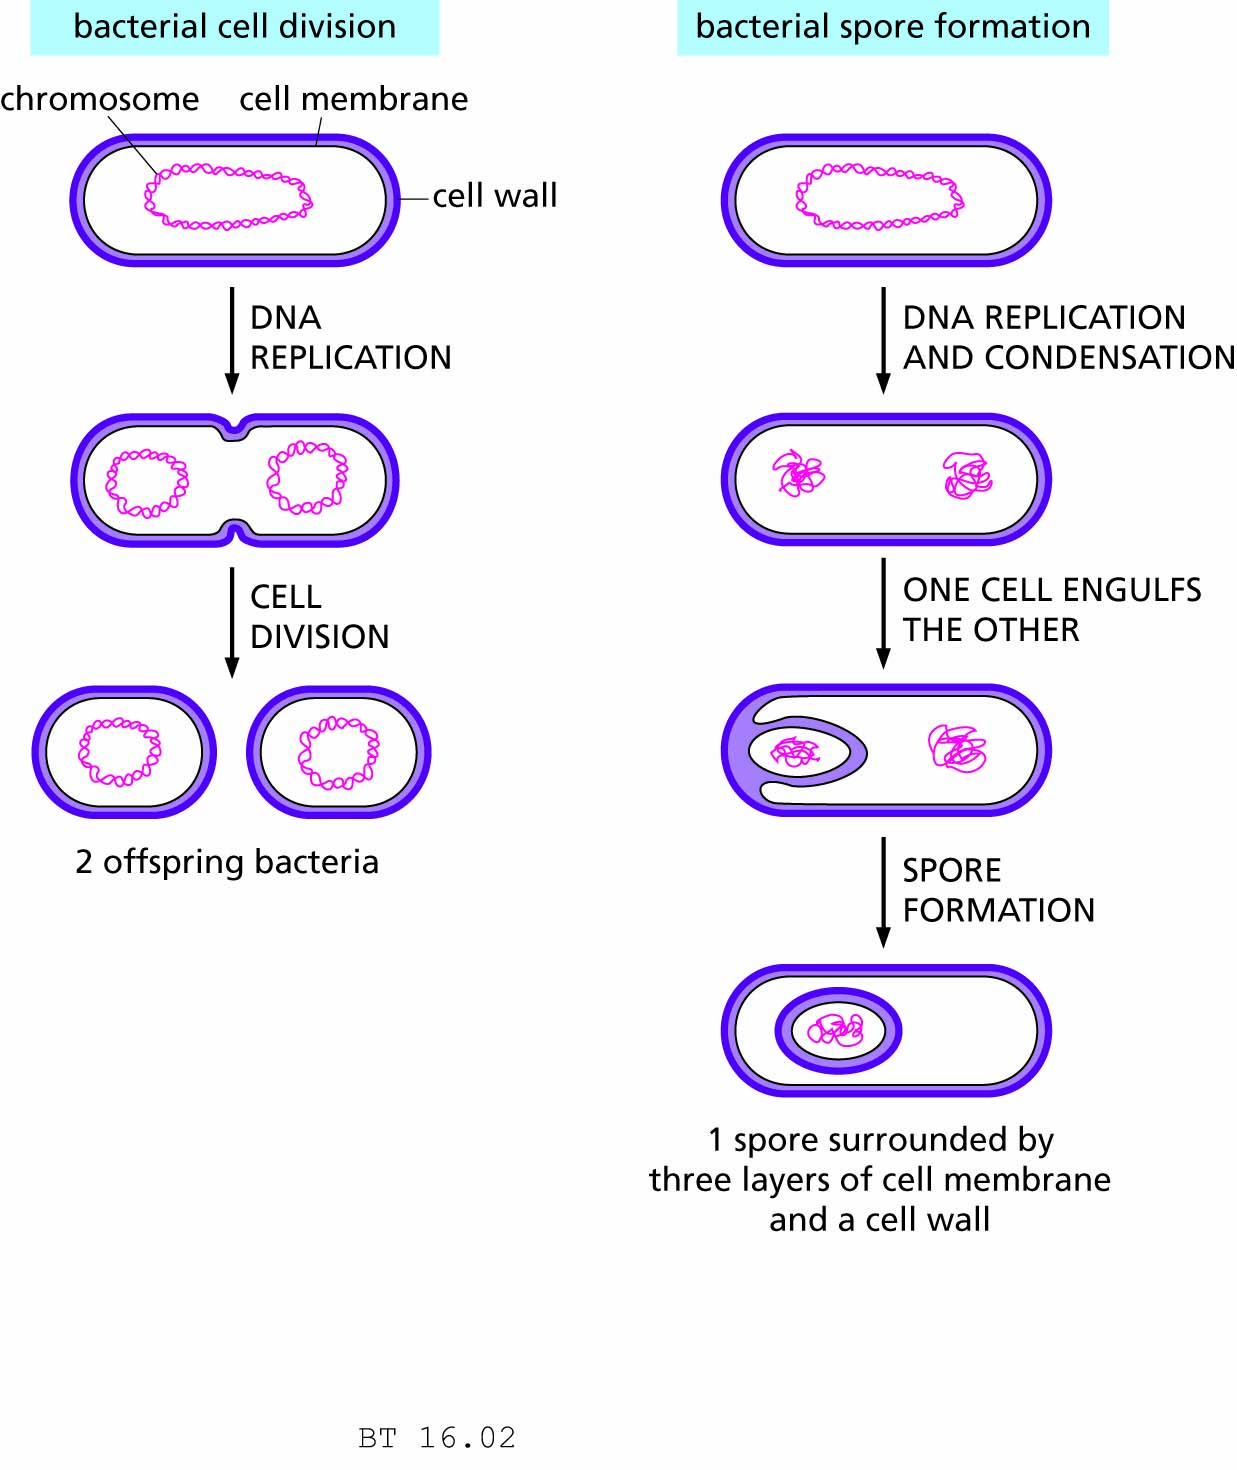 bacterial cell division
chromosome
cell membrane
cell wall
DNA
REPLICATION
CELL
DIVISION
2 offspring bacteria
bacterial spore formation
DNA REPLICATION
AND CONDENSATION
ONE CELL ENGULFS
THE OTHER
SPORE
FORMATION
1 spore surrounded by
three layers of cell membrane
and a cell wall
BT 16.02